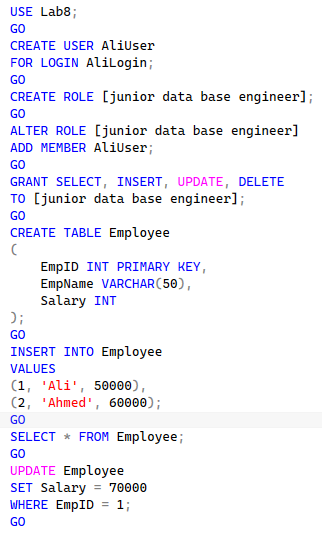 USE Lab8;
GO
CREATE USER AliUser
FOR LOGIN AliLogin;
GO
CREATE ROLE [junior data base engineer];
GO
ALTER ROLE [junior data base engineer]
ADD MEMBER AliUser;
GO
GRANT SELECT, INSERT, UPDATE, DELETE
TO [junior data base engineer];
GO
CREATE TABLE Employee
(
    EmpID INT PRIMARY KEY,
    EmpName VARCHAR(50),
    Salary INT
);
GO
INSERT INTO Employee
VALUES
(1, 'Ali', 50000),
(2, 'Ahmed', 60000);
GO
SELECT * FROM Employee;
GO
UPDATE Employee
SET Salary = 70000
WHERE EmpID = 1;
GO